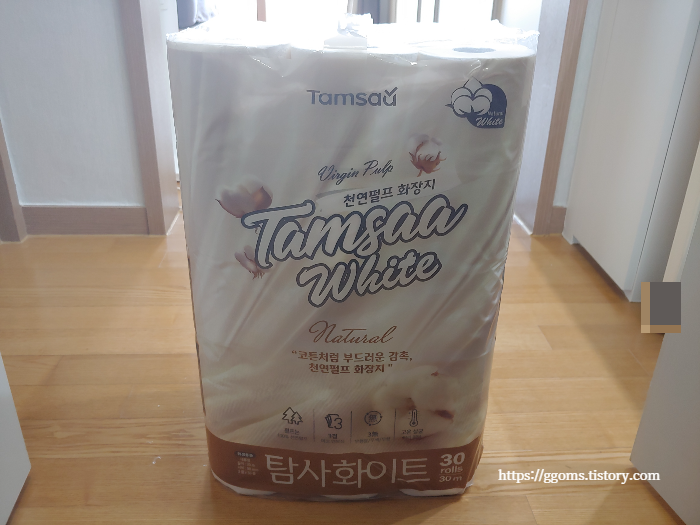 Tamsaa
Natural
White
Virgin Pulp
천연펄프 화장지
Tamsaa
White
Natural
"코튼처럼 부드러운 감촉,
천연펄프 화장지"
탐사화이트
30
rolls
30 m
https://ggoms.tistory.com